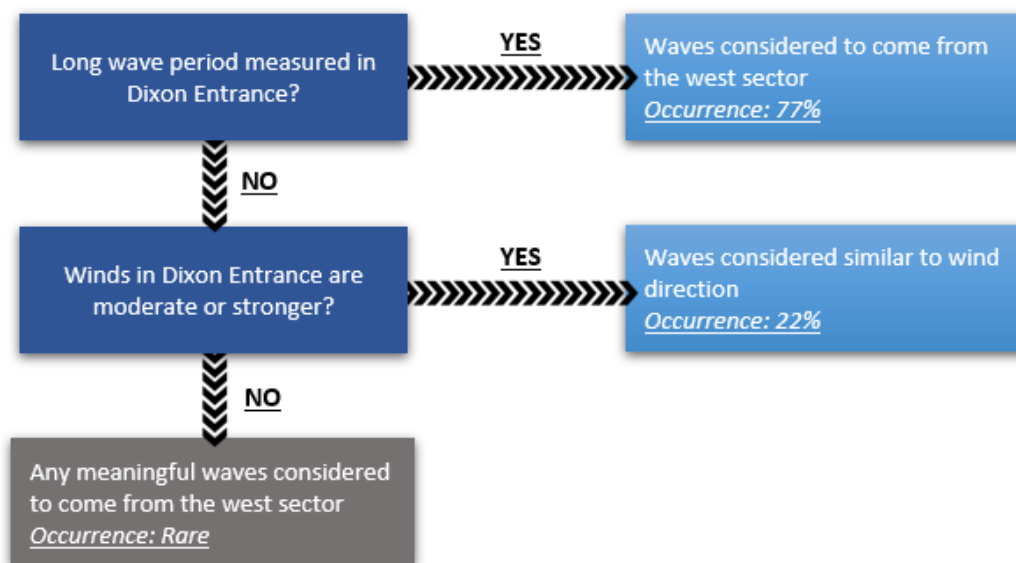 Long wave period measured in
Dixon Entrance?
YES
Waves considered to come from
the west sector
Occurrence: 77%
NO
Winds in Dixon Entrance are
moderate or stronger?
YES
Waves considered similar to wind
direction
Occurrence: 22%
NO
Any meaningful waves considered
to come from the west sector
Occurrence: Rare